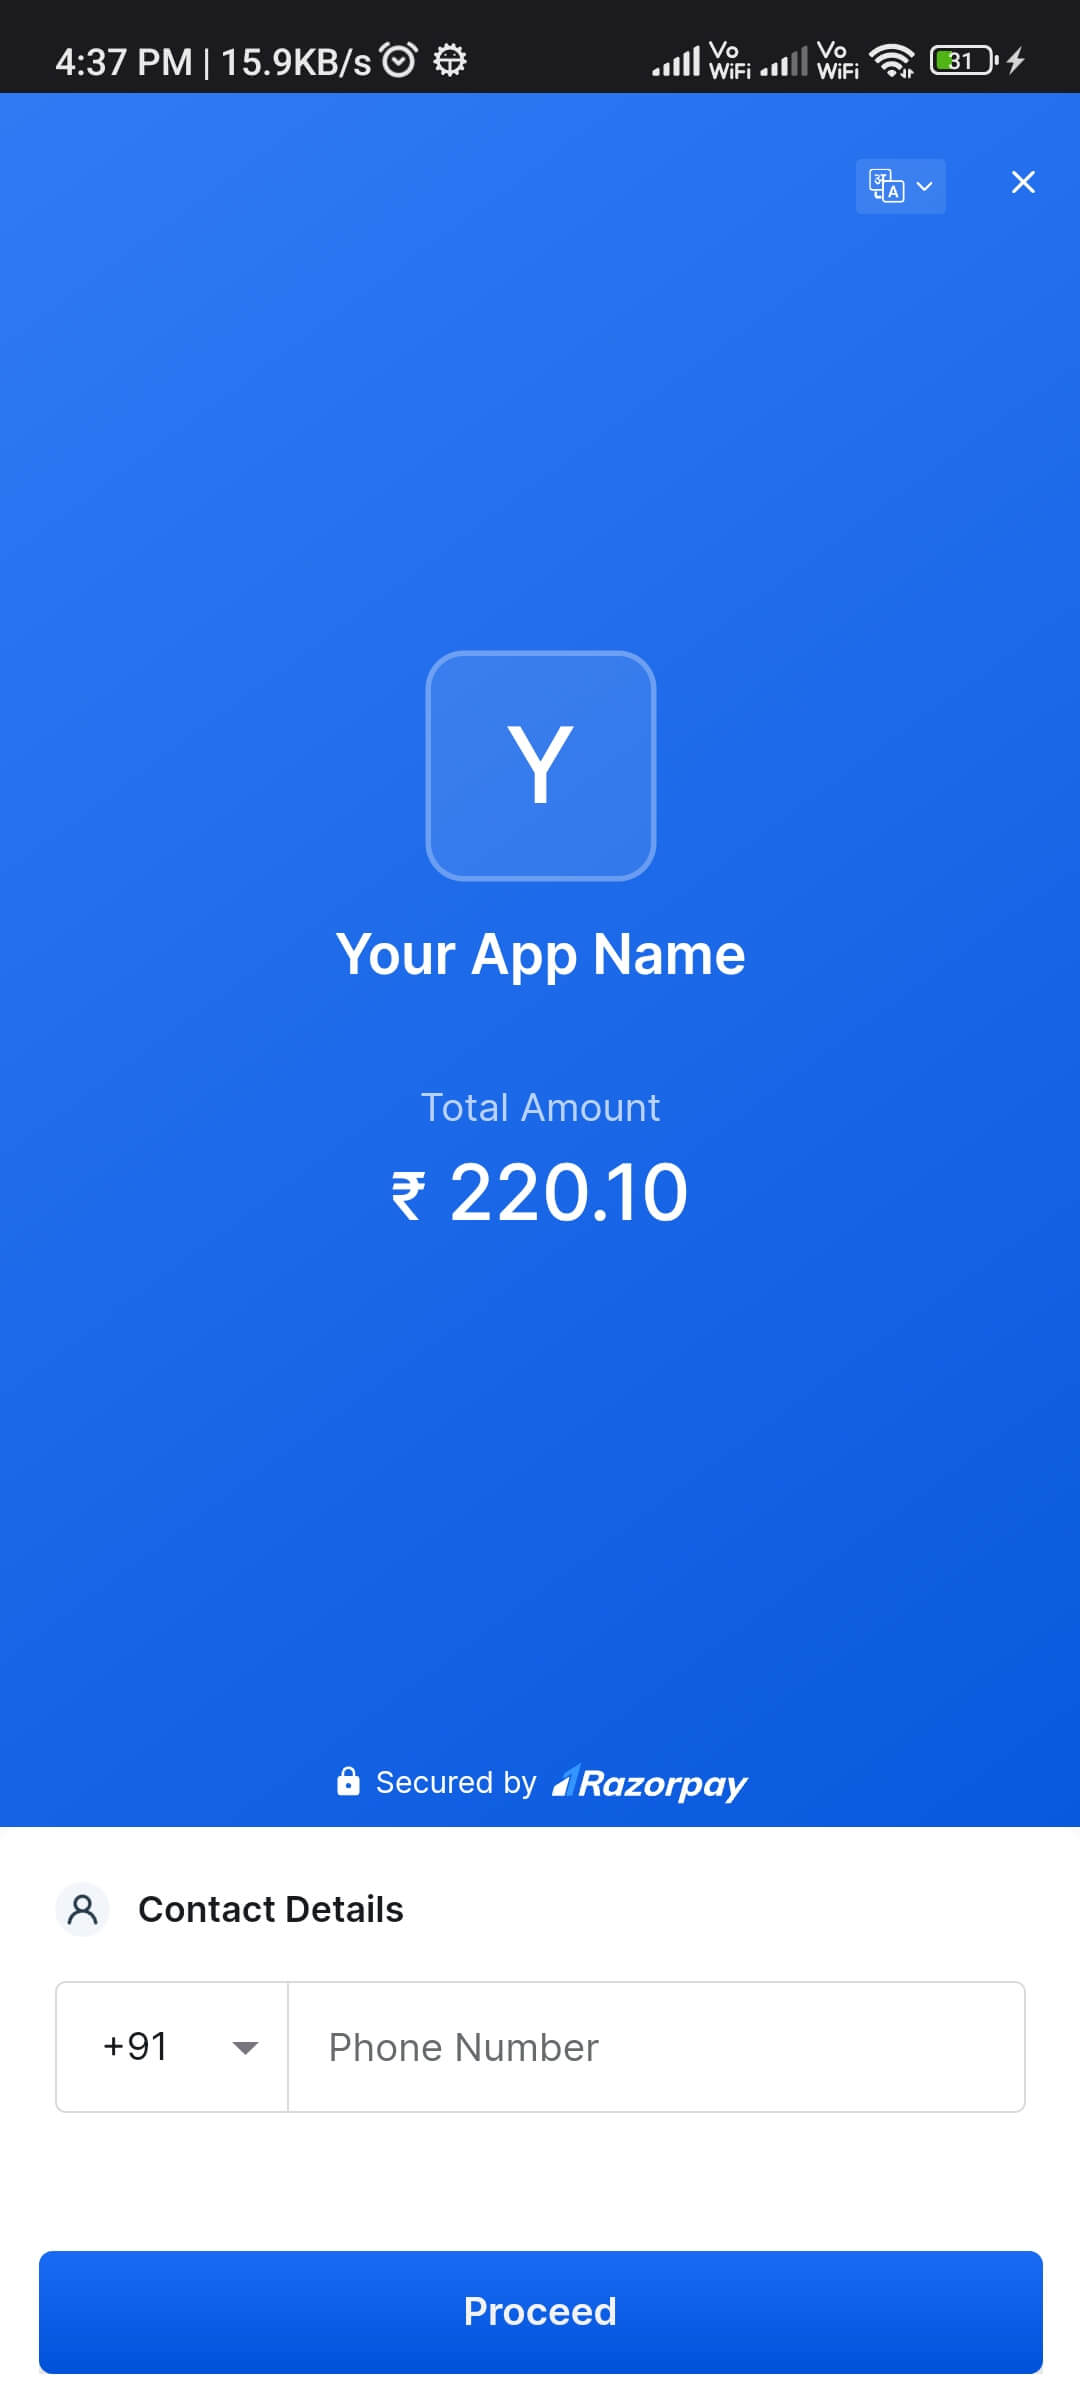 4:37 PM | 15.9KB/s Vo WiFi Vo WiFi 31
अ A
Y
Your App Name
Total Amount
₹ 220.10
Secured by Razorpay
Contact Details
+91 Phone Number
Proceed